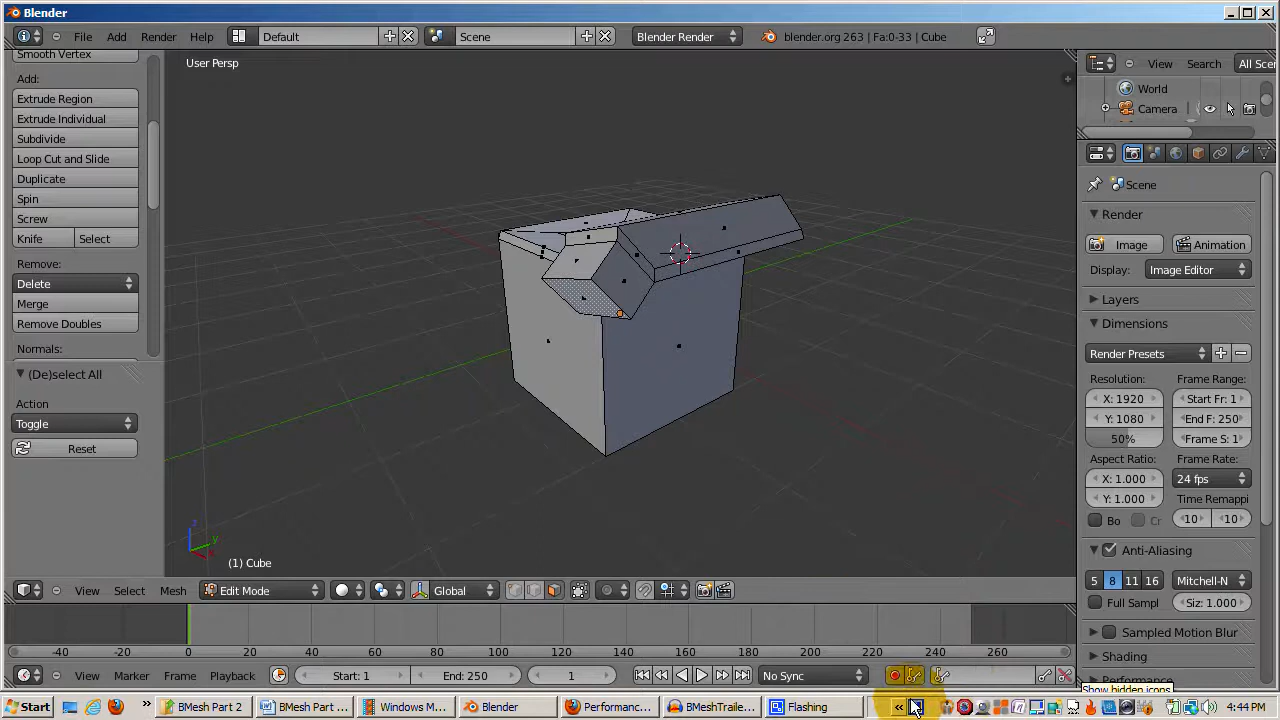 Blender
File Add Render Help Default Scene Blender Render blender.org 263 | Fa:0-33 | Cube
Smooth Vertex
User Persp
View Search All Scen
Add:
World
Extrude Region
Camera
Extrude Individual
Subdivide
Loop Cut and Slide
Duplicate
Scene
Spin
Render
Screw
Knife Select
Image Animation
Remove:
Display: Image Editor
Delete
Layers
Merge
Dimensions
Remove Doubles
Normals:
Render Presets
(De)select All
Resolution: Frame Range:
X: 1920 Start Fr: 1
Action
Y: 1080 End F: 250
Toggle
50% Frame S: 1
Reset
Aspect Ratio: Frame Rate:
X: 1.000 24 fps
Y: 1.000 Time Remappi
Bo Cr 10 10
z
y
x
Anti-Aliasing
(1) Cube
5 8 11 16 Mitchell-N
View Select Mesh Edit Mode Global
Full Sampl Siz: 1.000
Sampled Motion Blur
-40 -20 0 20 40 60 80 100 120 140 160 180 200 220 240 260
Shading
View Marker Frame Playback Start: 1 End: 250 1 No Sync
Performance
Show hidden icons
Start BMesh Part 2 BMesh Part ... Windows M... Blender Performanc... BMeshTraile... Flashing 4:44 PM